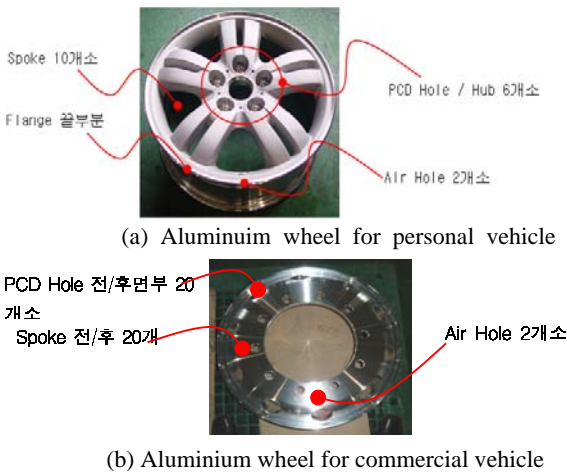 Spoke 10개소
PCD Hole / Hub 6개소
Flange 끝부분
Air Hole 2개소
(a) Aluminuim wheel for personal vehicle
PCD Hole 전/후면부 20
개소
Spoke 전/후 20개
Air Hole 2개소
(b) Aluminium wheel for commercial vehicle